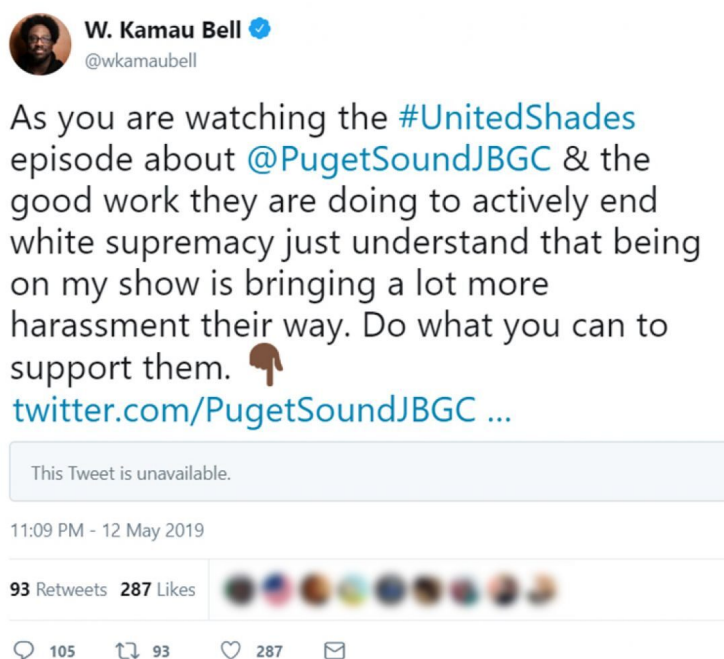 W. Kamau Bell
@wkamaubell
As you are watching the #UnitedShades
episode about @PugetSoundJBGC & the
good work they are doing to actively end
white supremacy just understand that being
on my show is bringing a lot more
harassment their way. Do what you can to
support them.
twitter.com/PugetSoundJBGC ...
This Tweet is unavailable.
11:09 PM - 12 May 2019
93 Retweets 287 Likes
105 93 287